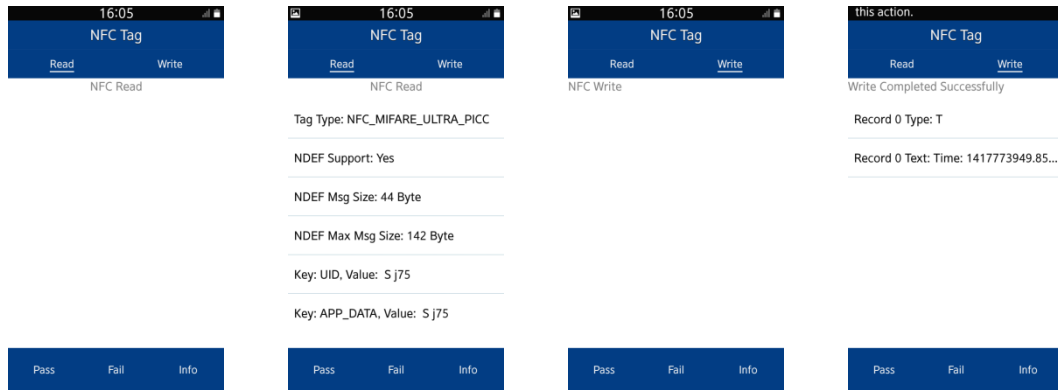 16:05
NFC Tag
Read Write
NFC Read
Pass Fail Info
16:05
NFC Tag
Read Write
NFC Read
Tag Type: NFC_MIFARE_ULTRA_PICC
NDEF Support: Yes
NDEF Msg Size: 44 Byte
NDEF Max Msg Size: 142 Byte
Key: UID, Value: S j75
Key: APP_DATA, Value: S j75
Pass Fail Info
16:05
NFC Tag
Read Write
NFC Write
Pass Fail Info
this action.
NFC Tag
Read Write
Write Completed Successfully
Record 0 Type: T
Record 0 Text: Time: 1417773949.85...
Pass Fail Info